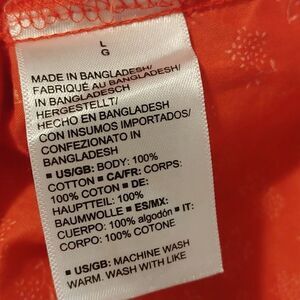 L
G
MADE IN BANGLADESH/
FABRIQUÉ AU BANGLADESH/
IN BANGLADESCH
HERGESTELLT/
HECHO EN BANGLADESH
CON INSUMOS IMPORTADOS/
CONFEZIONATO IN
BANGLADESH
■ US/GB: BODY: 100%
COTTON ■ CA/FR: CORPS:
100% COTON ■ DE:
HAUPTTEIL: 100%
BAUMWOLLE ■ ES/MX:
CUERPO: 100% algodón ■ IT:
CORPO: 100% COTONE
■ US/GB: MACHINE WASH
WARM. WASH WITH LIKE